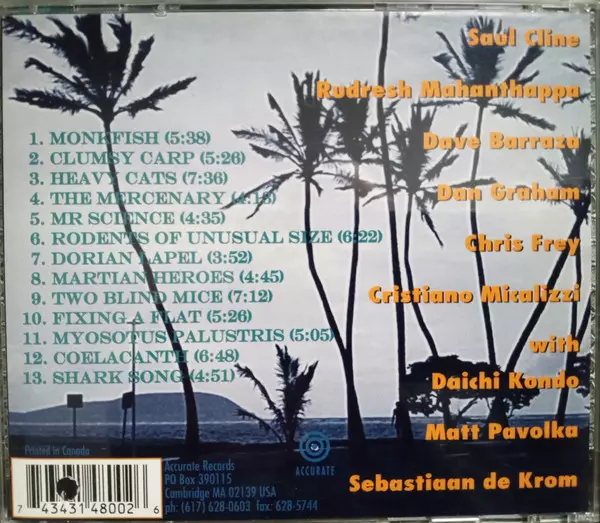 Saul Cline
Rudresh Mahanthappa
Dave Barraza
Dan Graham
Chris Frey
Cristiano Micalizzi
with
Daichi Kondo
Matt Pavolka
Sebastiaan de Krom
1. MONKFISH (5:38)
2. CLUMSY CARP (5:26)
3. HEAVY CATS (7:36)
4. THE MERCENARY (4:18)
5. MR SCIENCE (4:35)
6. RODENTS OF UNUSUAL SIZE (6:22)
7. DORIAN LAPEL (3:52)
8. MARTIAN HEROES (4:45)
9. TWO BLIND MICE (7:12)
10. FIXING A FLAT (5:26)
11. MYOSOTUS PALUSTRIS (5:05)
12. COELACANTH (6:48)
13. SHARK SONG (4:51)
Printed in Canada
7 43431 48002 6
Accurate Records
PO Box 390115
Cambridge MA 02139 USA
ph: (617) 628-0603 fax: 628-5744
ACCURATE